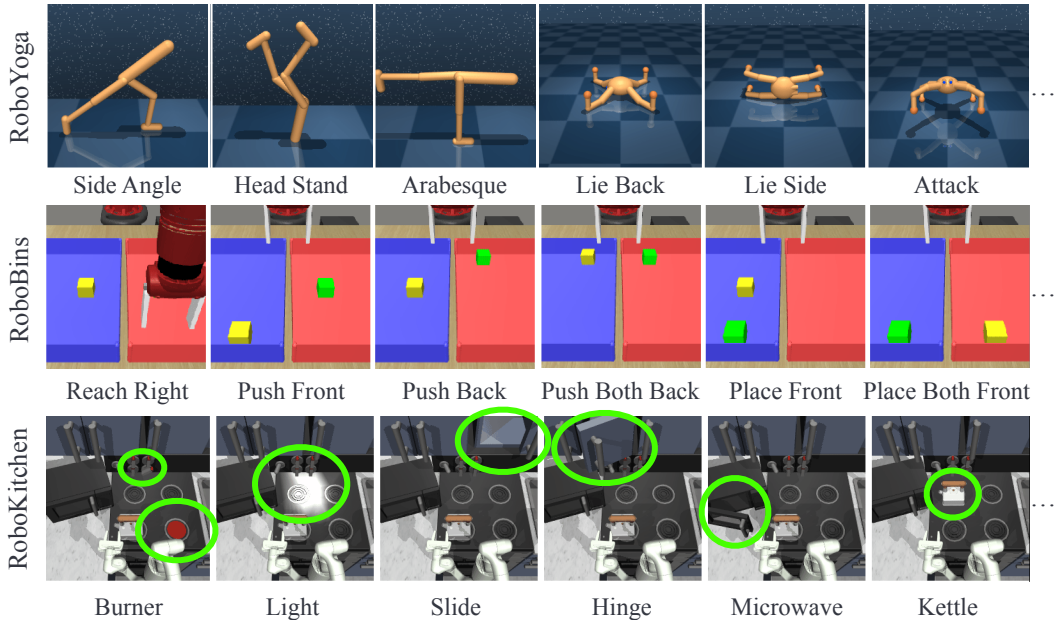 RoboYoga
Side Angle
Head Stand
Arabesque
Lie Back
Lie Side
Attack
...
RoboBins
Reach Right
Push Front
Push Back
Push Both Back
Place Front
Place Both Front
...
RoboKitchen
Burner
Light
Slide
Hinge
Microwave
Kettle
...